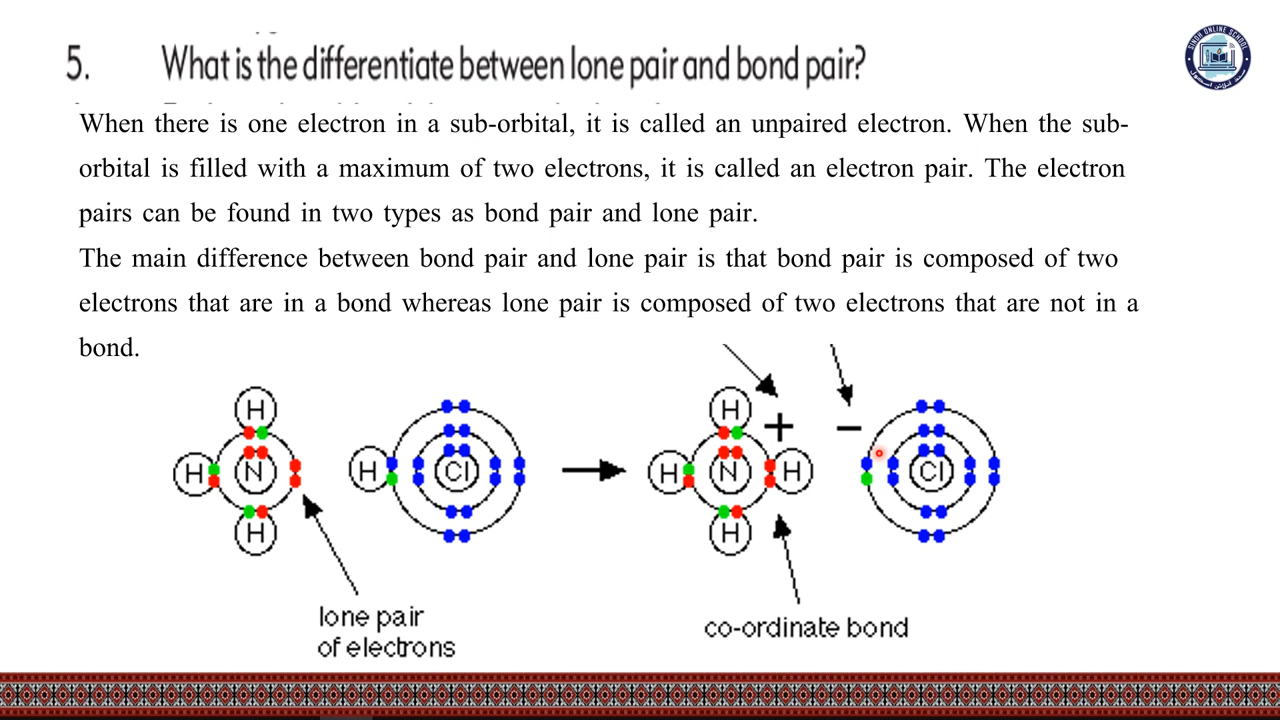 5. What is the differentiate between lone pair and bond pair?
SINDH ONLINE SCHOOL
When there is one electron in a sub-orbital, it is called an unpaired electron. When the sub-
orbital is filled with a maximum of two electrons, it is called an electron pair. The electron
pairs can be found in two types as bond pair and lone pair.
The main difference between bond pair and lone pair is that bond pair is composed of two
electrons that are in a bond whereas lone pair is composed of two electrons that are not in a
bond.
H H + −
H N H Cl H N H Cl
H H
lone pair
of electrons
co-ordinate bond